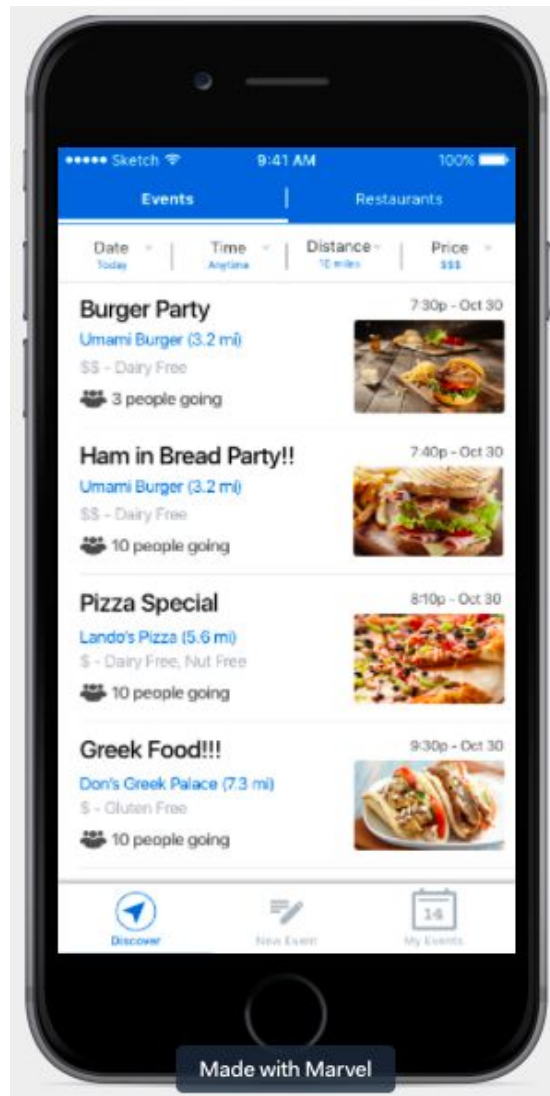 Sketch 9:41 AM 100%
Events Restaurants
Date Time Distance Price
Today Anytime 10 miles $$$
Burger Party 7:30p - Oct 30
Umami Burger (3.2 mi)
$$ - Dairy Free
3 people going
Ham in Bread Party!! 7:40p - Oct 30
Umami Burger (3.2 mi)
$$ - Dairy Free
10 people going
Pizza Special 8:10p - Oct 30
Lando's Pizza (5.6 mi)
$ - Dairy Free, Nut Free
10 people going
Greek Food!!! 9:30p - Oct 30
Don's Greek Palace (7.3 mi)
$ - Gluten Free
10 people going
14
Discover New Event My Events
Made with Marvel